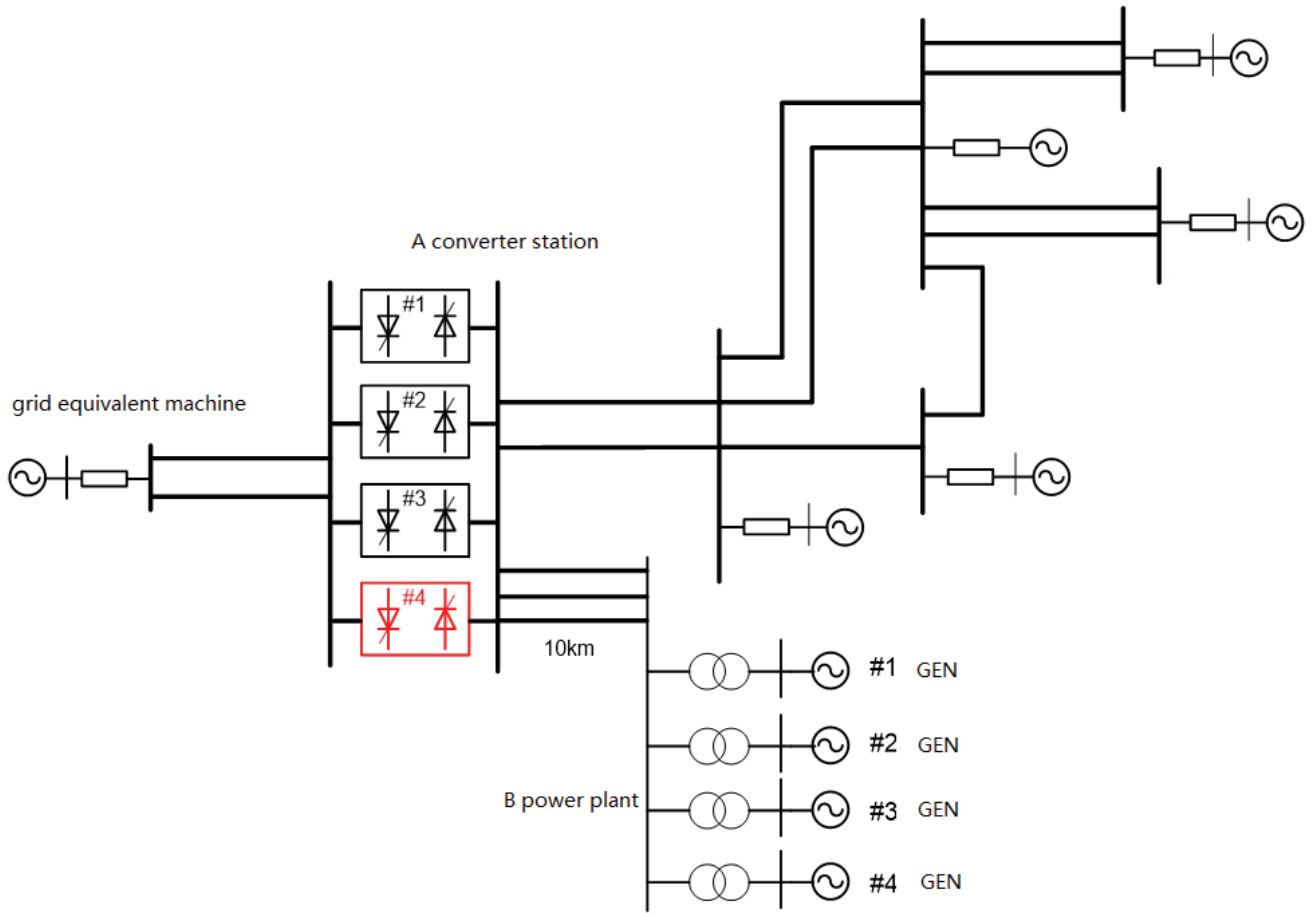 A converter station
#1
#2
grid equivalent machine
#3
#4
10km
#1 GEN
#2 GEN
B power plant
#3 GEN
#4 GEN